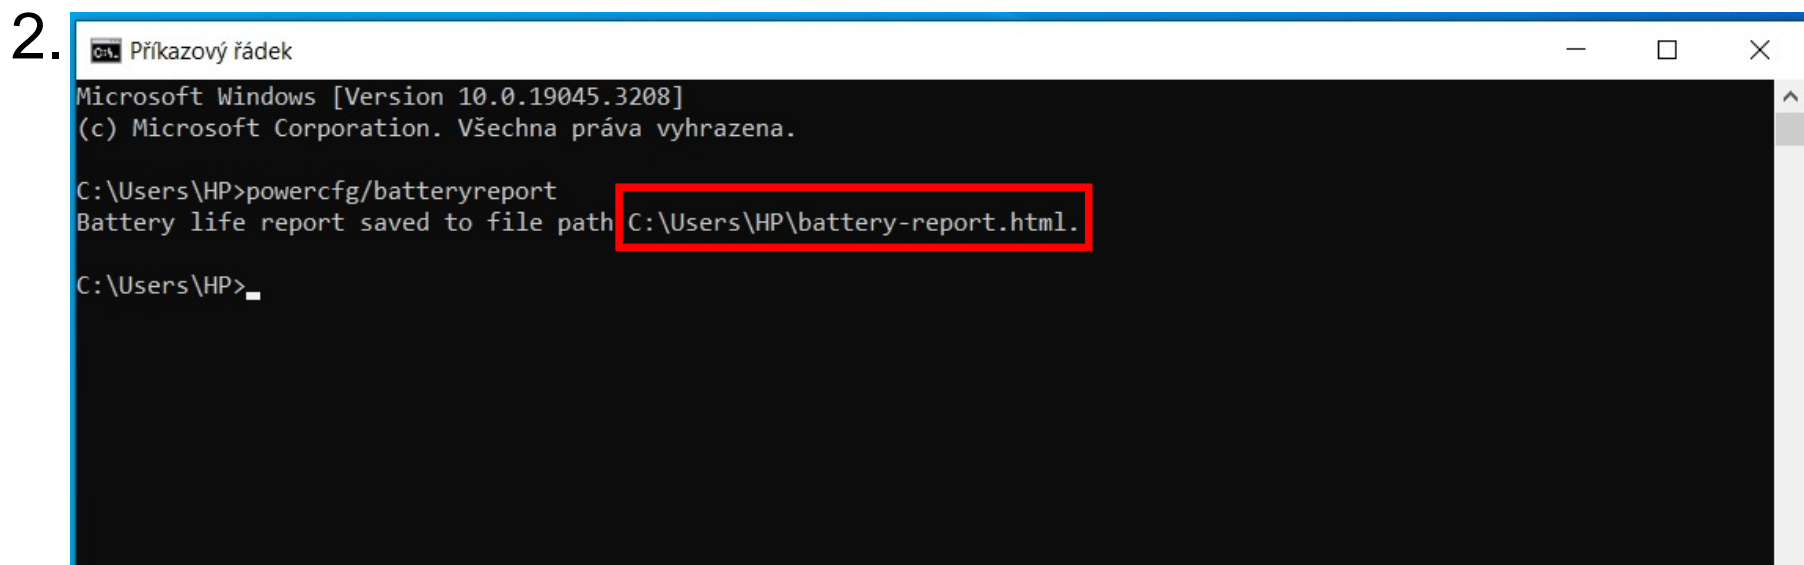 2.
Příkazový řádek
Microsoft Windows [Version 10.0.19045.3208]
(c) Microsoft Corporation. Všechna práva vyhrazena.
C:\Users\HP>powercfg/batteryreport
Battery life report saved to file path C:\Users\HP\battery-report.html.
C:\Users\HP>